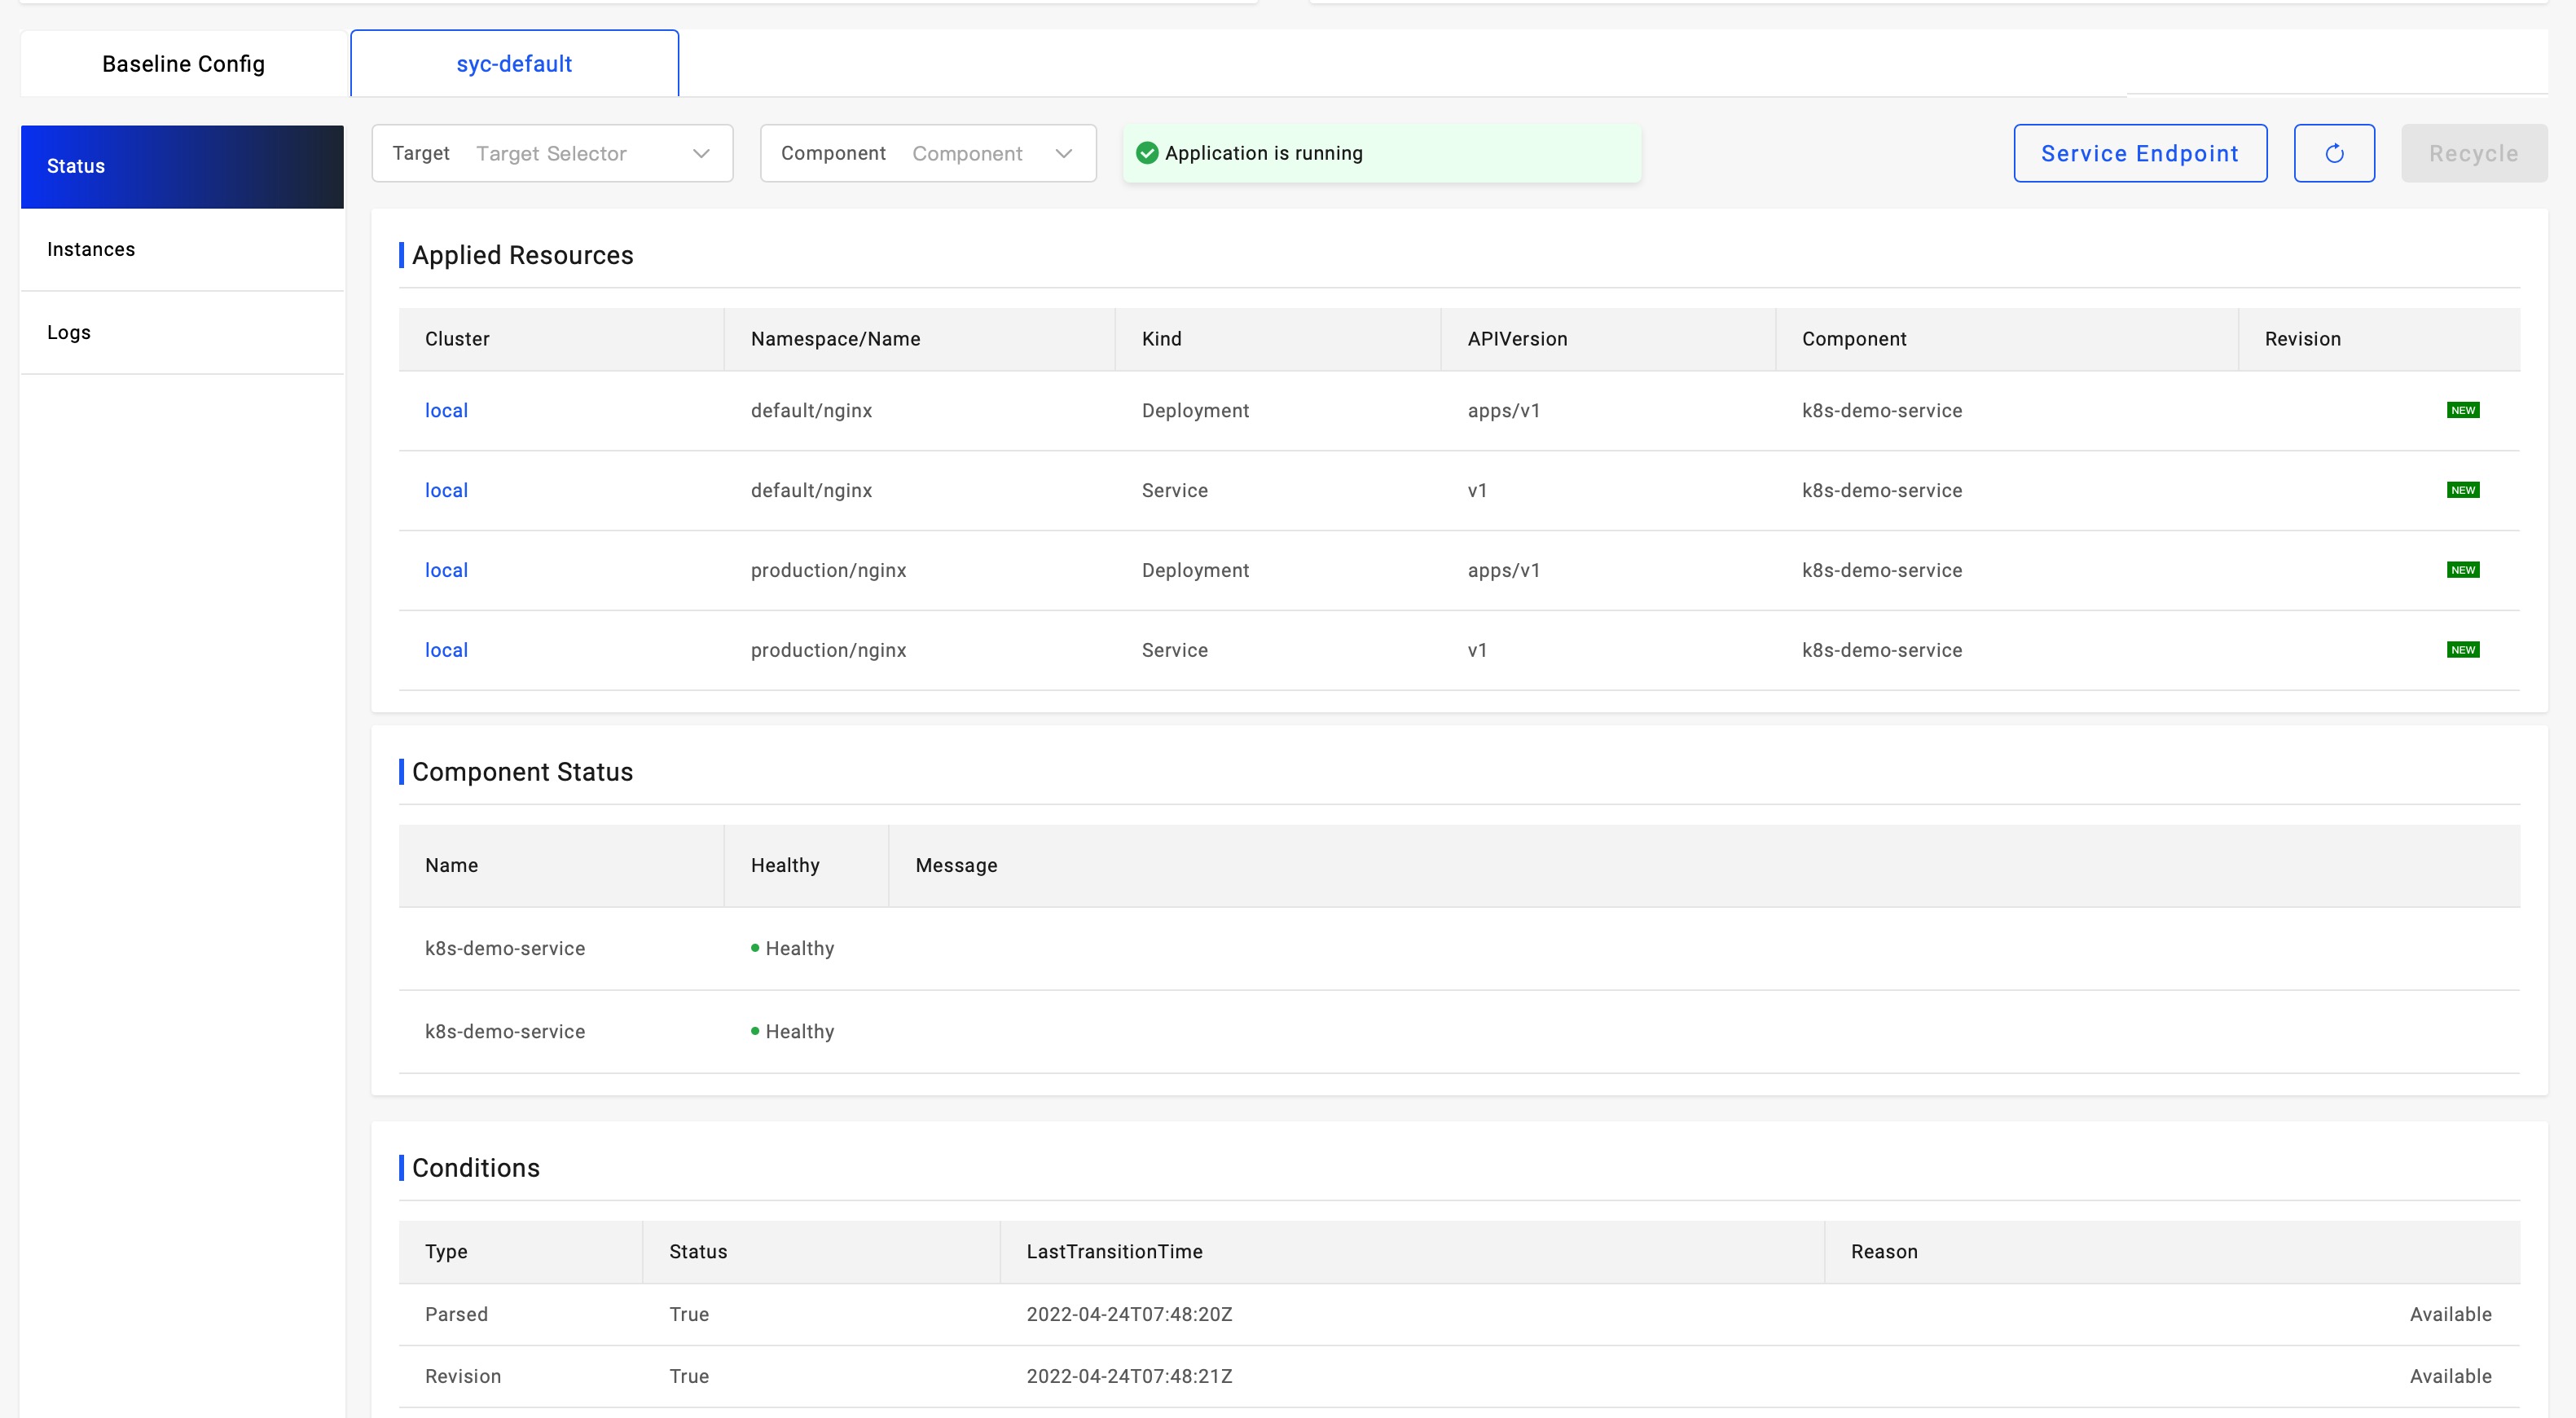 Baseline Config syc-default
Status
Instances
Logs
Target Target Selector Component Component Application is running Service Endpoint Recycle
Applied Resources
Cluster Namespace/Name Kind APIVersion Component Revision
local default/nginx Deployment apps/v1 k8s-demo-service NEW
local default/nginx Service v1 k8s-demo-service NEW
local production/nginx Deployment apps/v1 k8s-demo-service NEW
local production/nginx Service v1 k8s-demo-service NEW
Component Status
Name Healthy Message
k8s-demo-service Healthy
k8s-demo-service Healthy
Conditions
Type Status LastTransitionTime Reason
Parsed True 2022-04-24T07:48:20Z Available
Revision True 2022-04-24T07:48:21Z Available